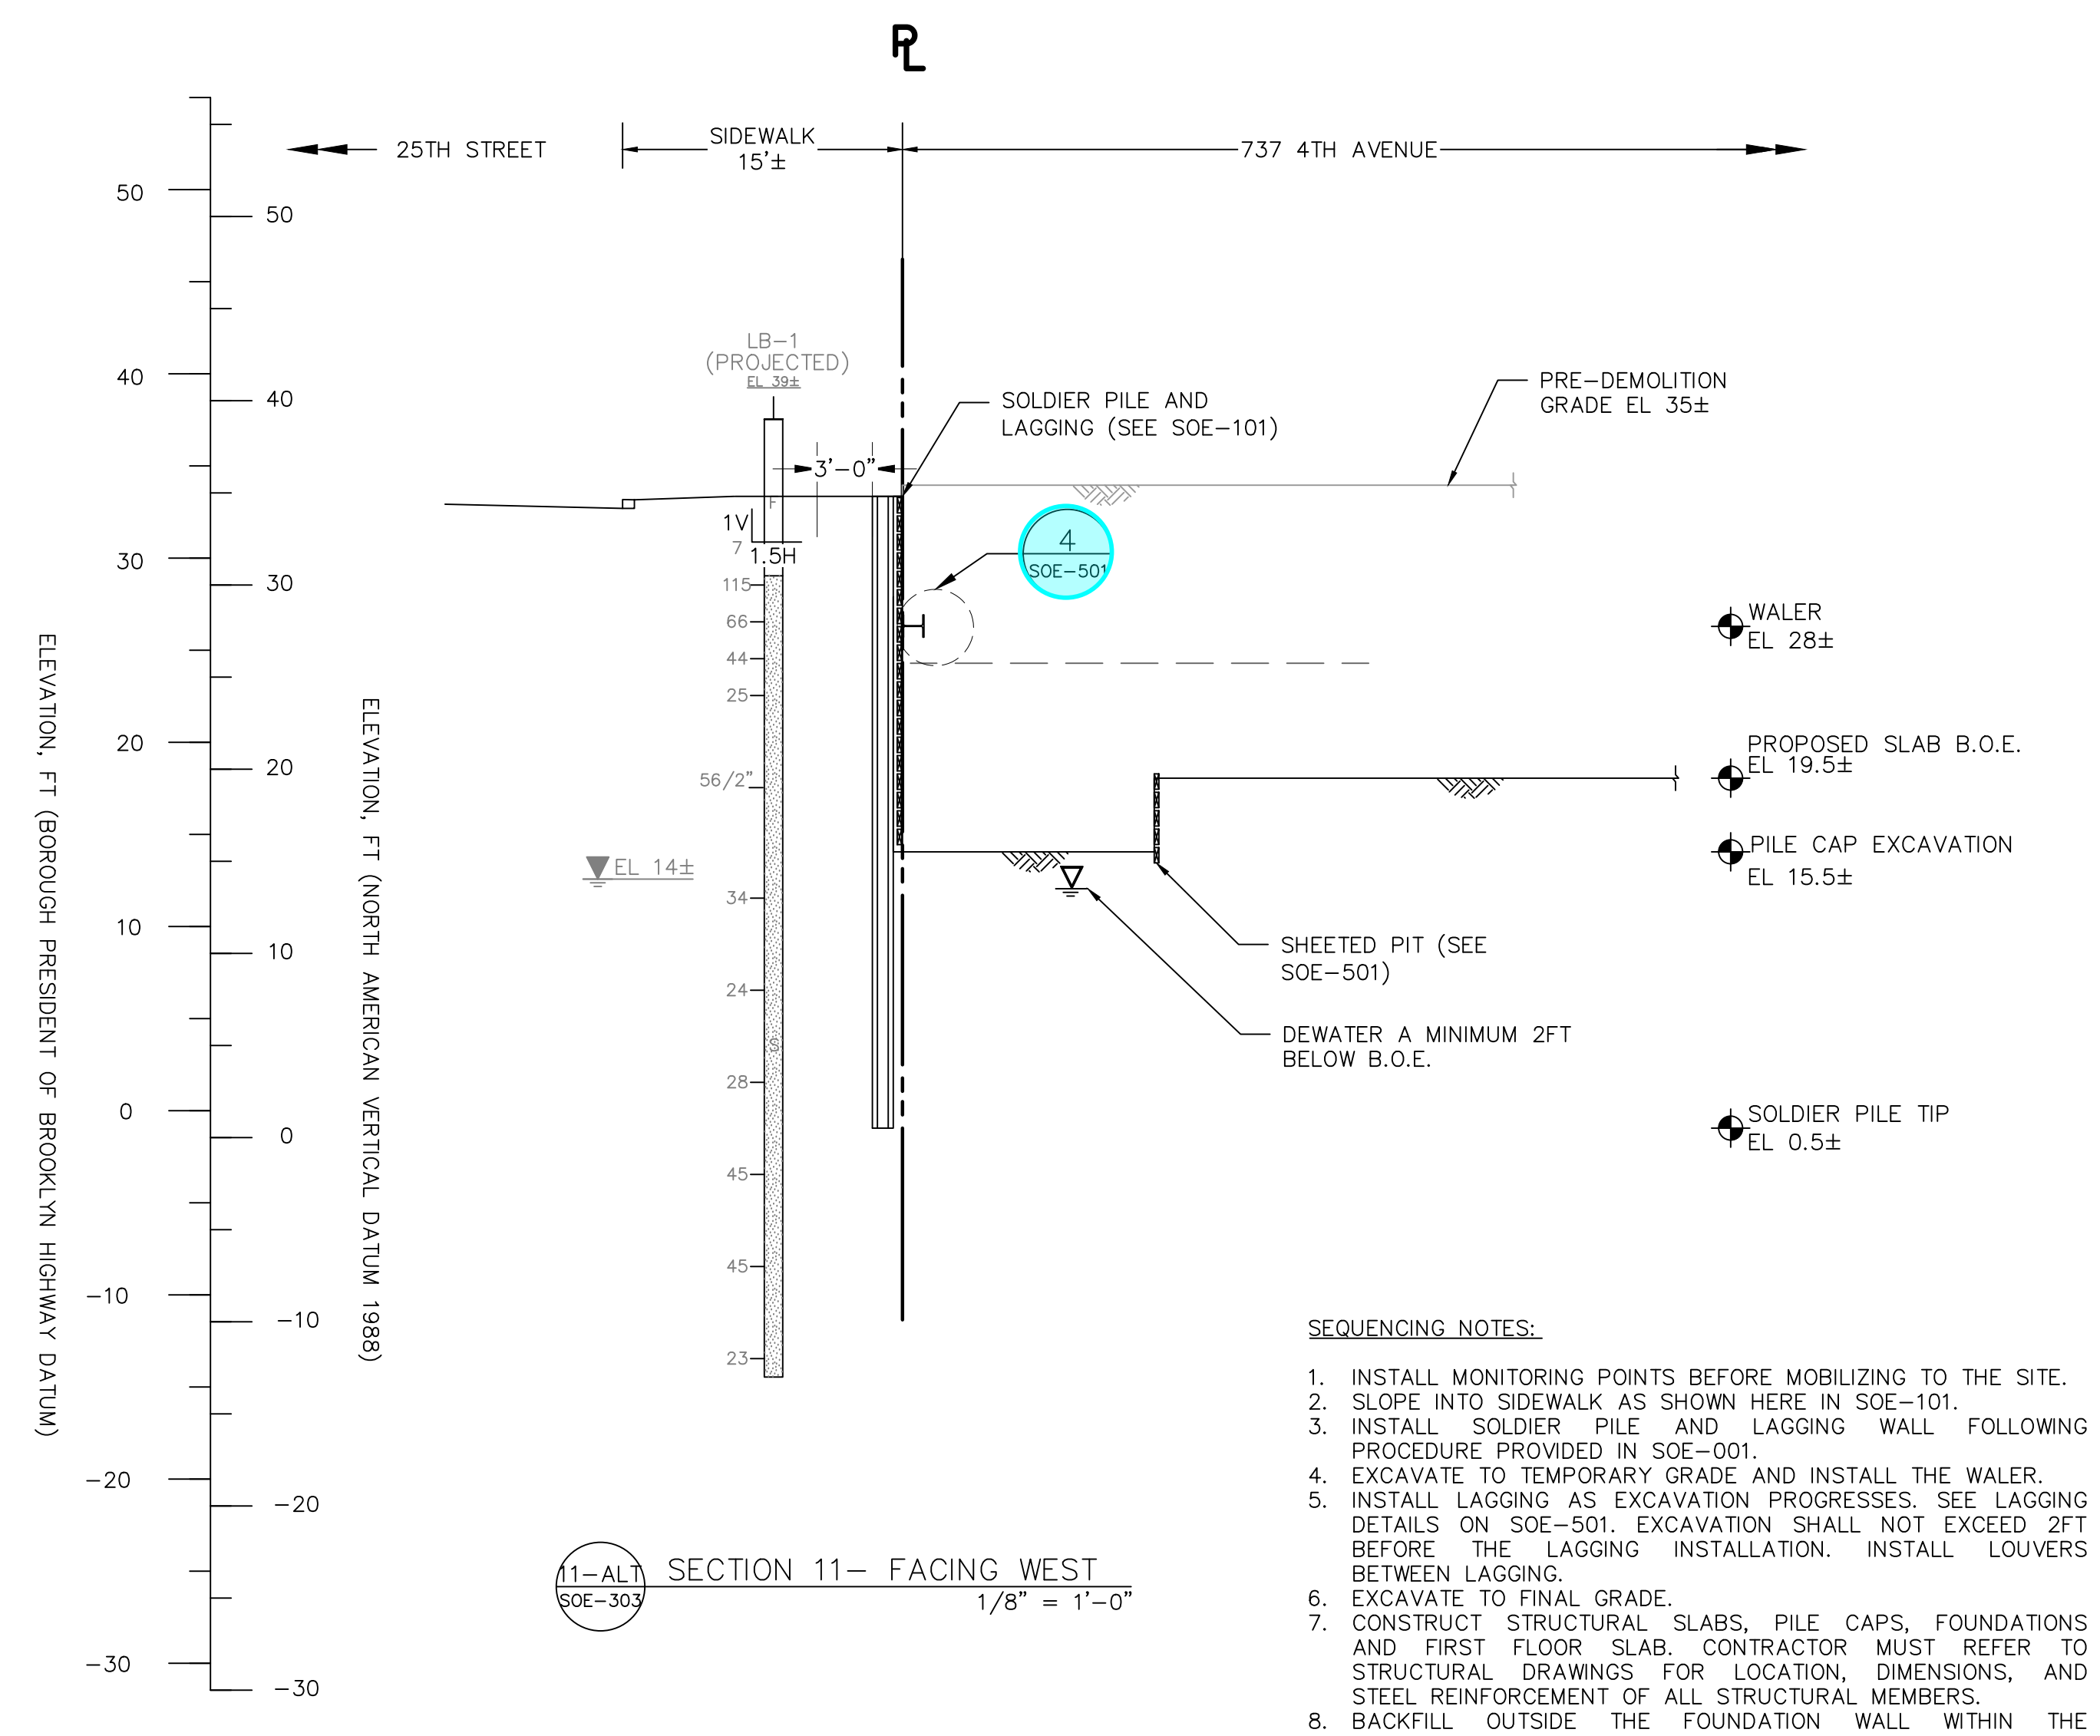 PL
25TH STREET
SIDEWALK
15'±
737 4TH AVENUE
50
50
40
40
30
30
20
20
10
10
0
0
-10
-10
-20
-20
-30
-30
ELEVATION, FT (BOROUGH PRESIDENT OF BROOKLYN HIGHWAY DATUM)
ELEVATION, FT (NORTH AMERICAN VERTICAL DATUM 1988)
LB-1
(PROJECTED)
EL 39±
3'-0"
F
1V
1.5H
7
115
66
44
25
56/2"
34
24
S
28
45
45
23
EL 14±
SOLDIER PILE AND
LAGGING (SEE SOE-101)
PRE-DEMOLITION
GRADE EL 35±
4
SOE-501
WALER
EL 28±
PROPOSED SLAB B.O.E.
EL 19.5±
PILE CAP EXCAVATION
EL 15.5±
SHEETED PIT (SEE
SOE-501)
DEWATER A MINIMUM 2FT
BELOW B.O.E.
SOLDIER PILE TIP
EL 0.5±
11-ALT
SOE-303
SECTION 11- FACING WEST
1/8" = 1'-0"
SEQUENCING NOTES:
1. INSTALL MONITORING POINTS BEFORE MOBILIZING TO THE SITE.
2. SLOPE INTO SIDEWALK AS SHOWN HERE IN SOE-101.
3. INSTALL SOLDIER PILE AND LAGGING WALL FOLLOWING
PROCEDURE PROVIDED IN SOE-001.
4. EXCAVATE TO TEMPORARY GRADE AND INSTALL THE WALER.
5. INSTALL LAGGING AS EXCAVATION PROGRESSES. SEE LAGGING
DETAILS ON SOE-501. EXCAVATION SHALL NOT EXCEED 2FT
BEFORE THE LAGGING INSTALLATION. INSTALL LOUVERS
BETWEEN LAGGING.
6. EXCAVATE TO FINAL GRADE.
7. CONSTRUCT STRUCTURAL SLABS, PILE CAPS, FOUNDATIONS
AND FIRST FLOOR SLAB. CONTRACTOR MUST REFER TO
STRUCTURAL DRAWINGS FOR LOCATION, DIMENSIONS, AND
STEEL REINFORCEMENT OF ALL STRUCTURAL MEMBERS.
8. BACKFILL OUTSIDE THE FOUNDATION WALL WITHIN THE